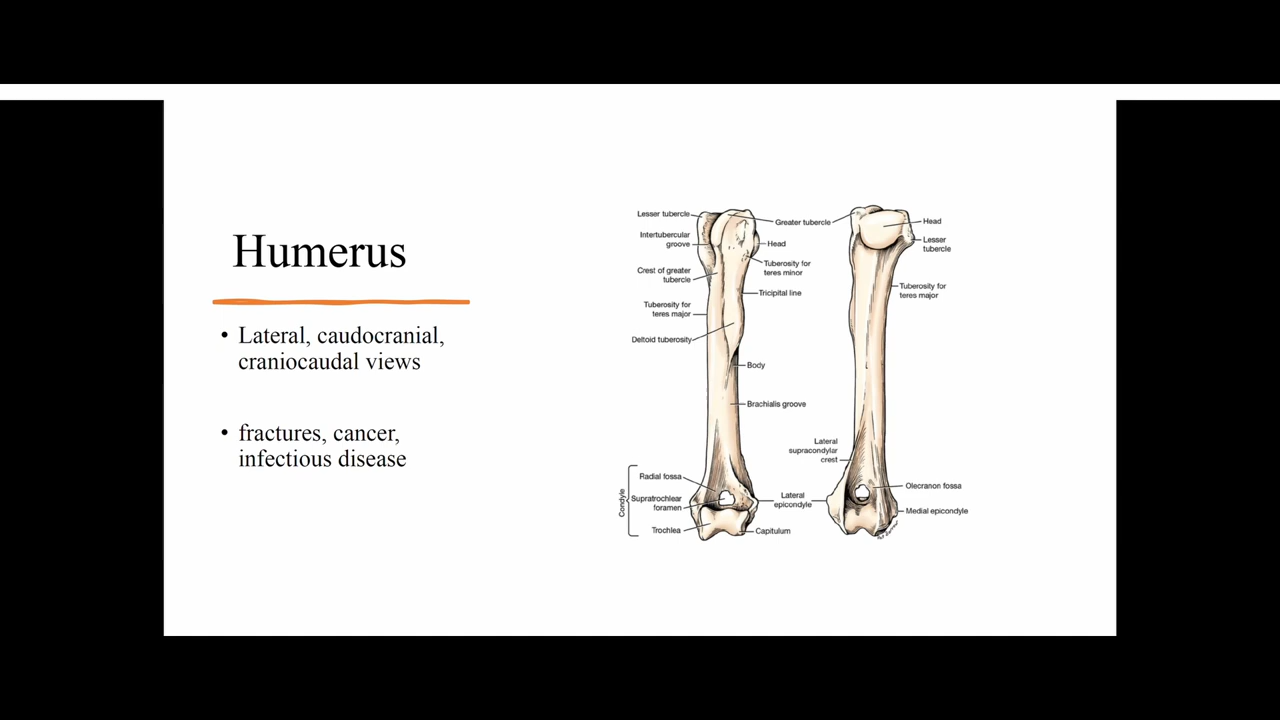 Humerus
• Lateral, caudocranial,
craniocaudal views
• fractures, cancer,
infectious disease
Lesser tubercle
Intertubercular
groove
Crest of greater
tubercle
Tuberosity for
teres major
Deltoid tuberosity
Greater tubercle
Head
Tuberosity for
teres minor
Tricipital line
Body
Brachialis groove
Condyle
Radial fossa
Supratrochlear
foramen
Trochlea
Capitulum
Lateral
epicondyle
Lateral
supracondylar
crest
Head
Lesser
tubercle
Tuberosity for
teres major
Olecranon fossa
Medial epicondyle